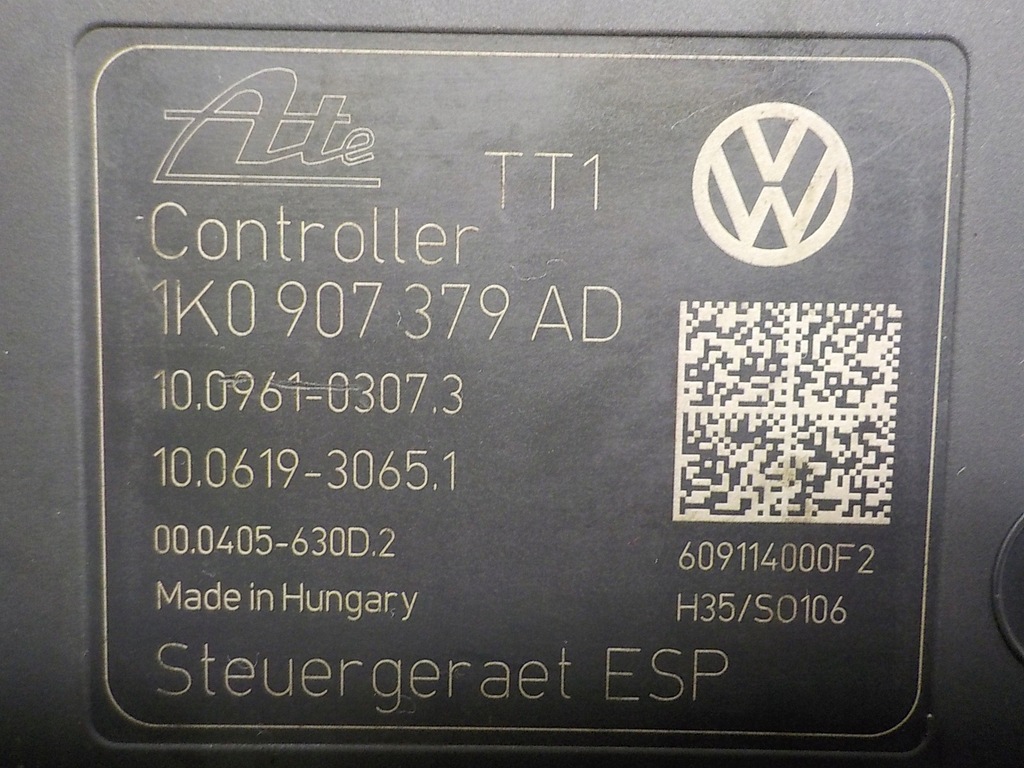 Ate
TT1
Controller
1K0 907 379 AD
10.0961-0307.3
10.0619-3065.1
00.0405-630D.2
609114000F2
Made in Hungary
H35/SO106
Steuergeraet ESP